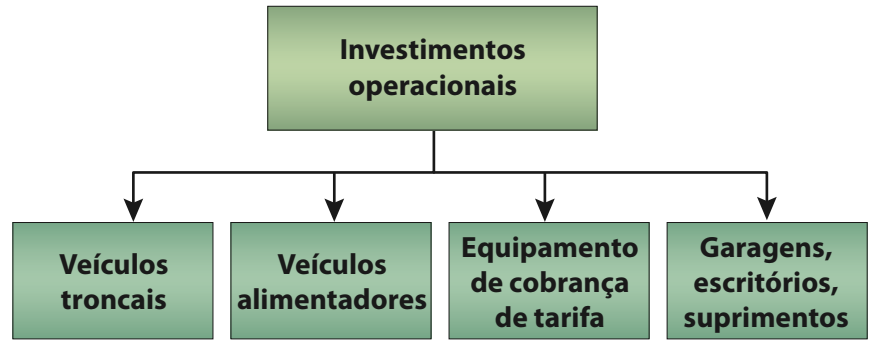 Investimentos
operacionais
Veículos
troncais
Veículos
alimentadores
Equipamento
de cobrança
de tarifa
Garagens,
escritórios,
suprimentos